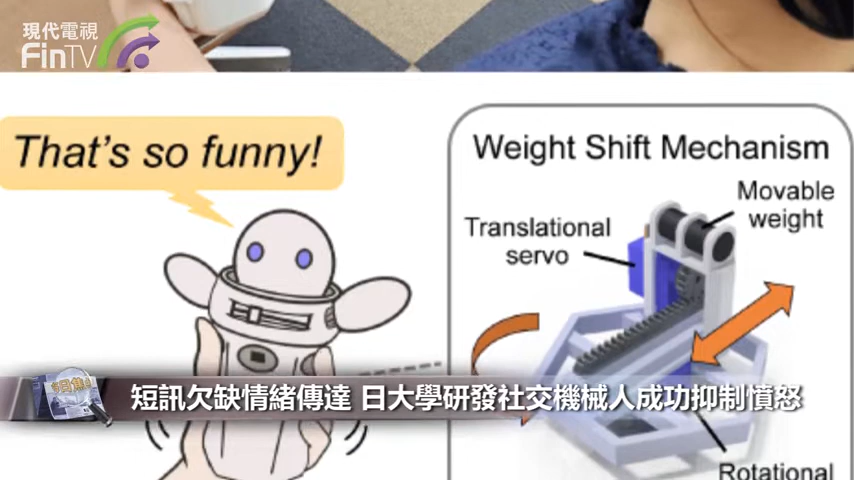 現代電視
FinTV
That's so funny!
Weight Shift Mechanism
Movable
weight
Translational
servo
短訊欠缺情緒傳達 日大學研發社交機械人成功抑制憤怒
Rotational